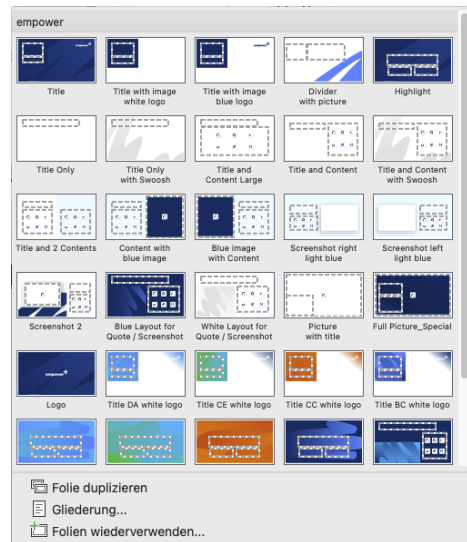 empower
Title
Title with image
white logo
Title with image
blue logo
Divider
with picture
Highlight
Title Only
Title Only
with Swoosh
Title and
Content Large
Title and Content
Title and Content
with Swoosh
Title and 2 Contents
Content with
blue image
Blue image
with Content
Screenshot right
light blue
Screenshot left
light blue
Screenshot 2
Blue Layout for
Quote / Screenshot
White Layout for
Quote / Screenshot
Picture
with title
Full Picture_Special
Logo
Title DA white logo
Title CE white logo
Title CC white logo
Title BC white logo
Folie duplizieren
Gliederung...
Folien wiederverwenden...